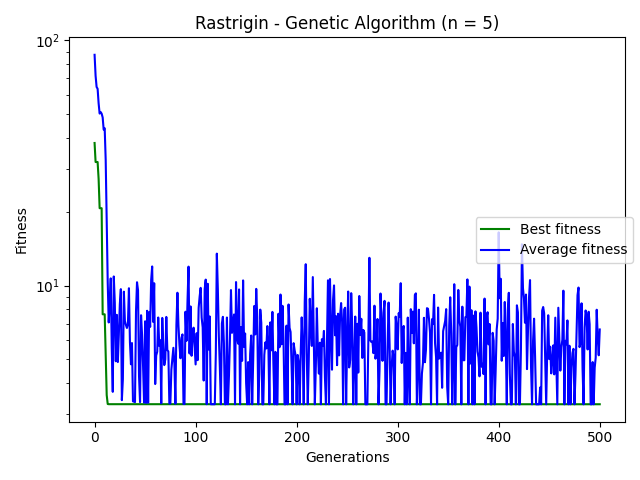 Rastrigin - Genetic Algorithm (n = 5)
10²
10¹
Fitness
Best fitness
Average fitness
0 100 200 300 400 500
Generations